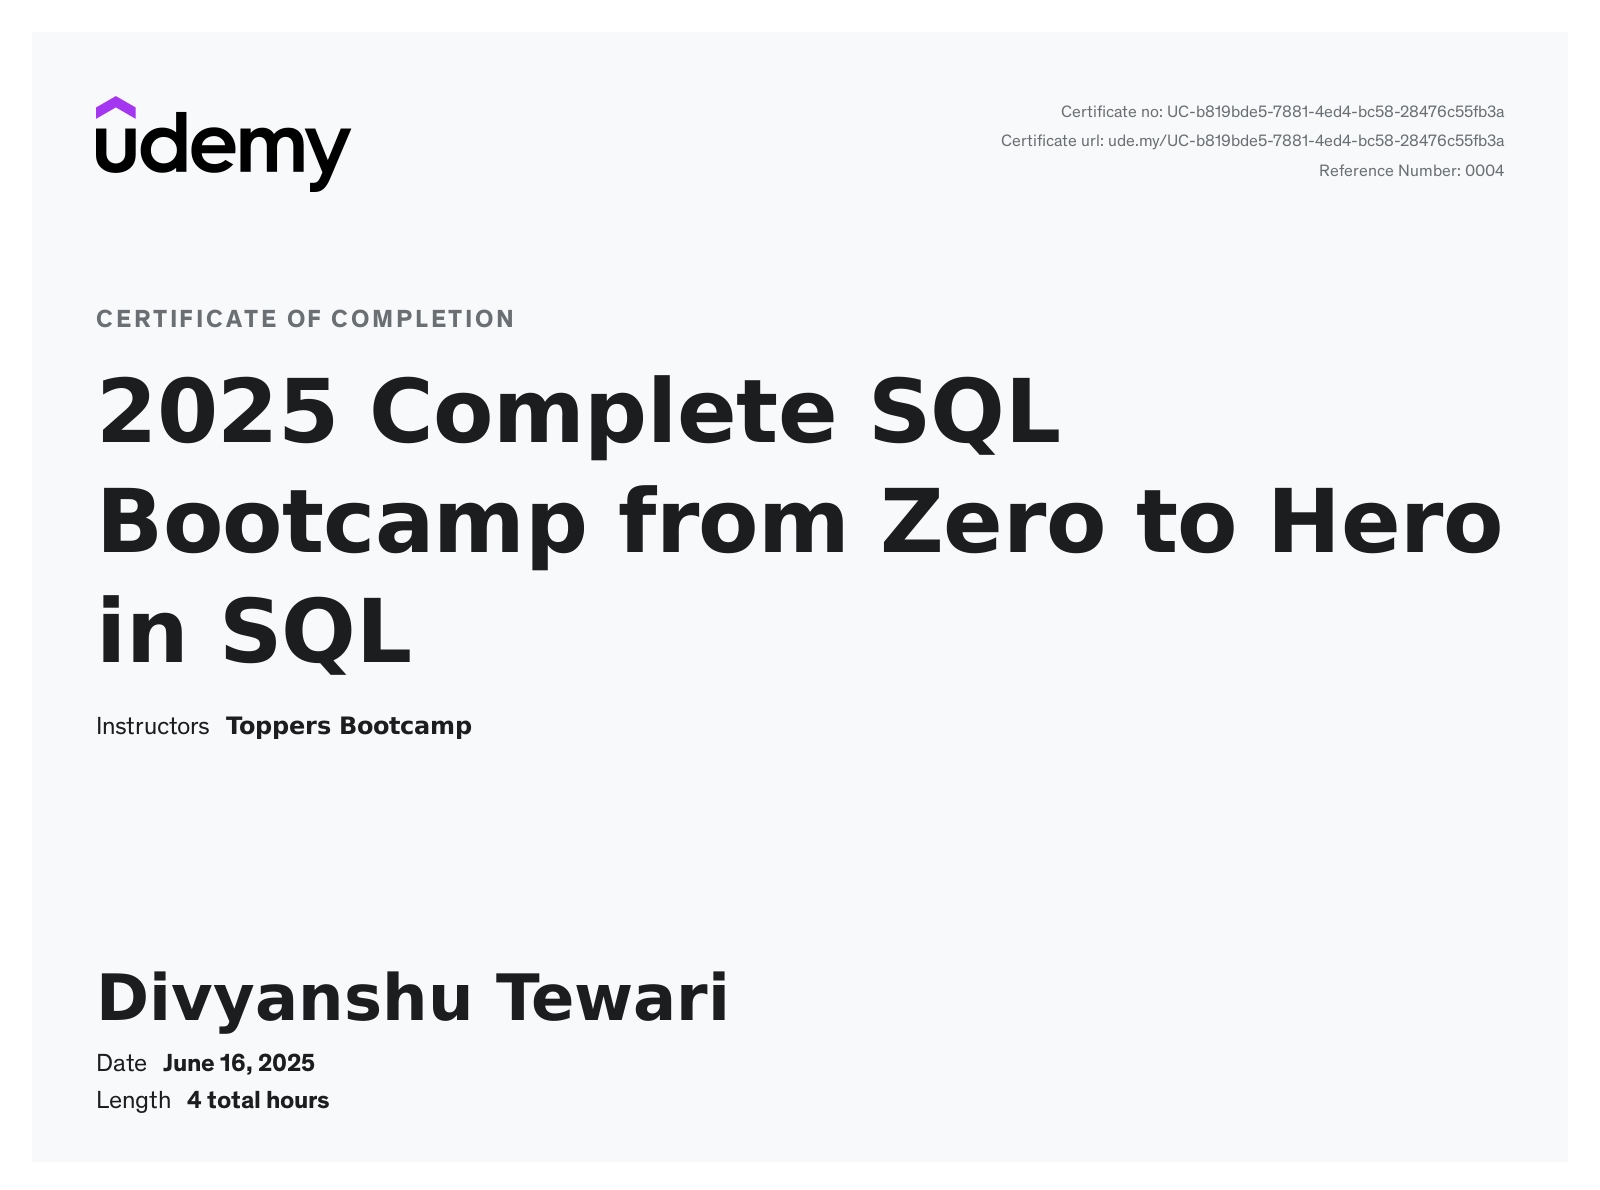 udemy
Certificate no: UC-b819bde5-7881-4ed4-bc58-28476c55fb3a
Certificate url: ude.my/UC-b819bde5-7881-4ed4-bc58-28476c55fb3a
Reference Number: 0004
CERTIFICATE OF COMPLETION
2025 Complete SQL
Bootcamp from Zero to Hero
in SQL
Instructors Toppers Bootcamp
Divyanshu Tewari
Date June 16, 2025
Length 4 total hours